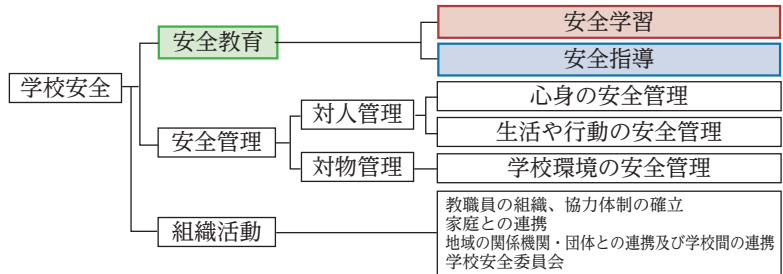 学校安全
安全教育
安全学習
安全指導
安全管理
対人管理
心身の安全管理
生活や行動の安全管理
対物管理
学校環境の安全管理
組織活動
教職員の組織、協力体制の確立
家庭との連携
地域の関係機関・団体との連携及び学校間の連携
学校安全委員会